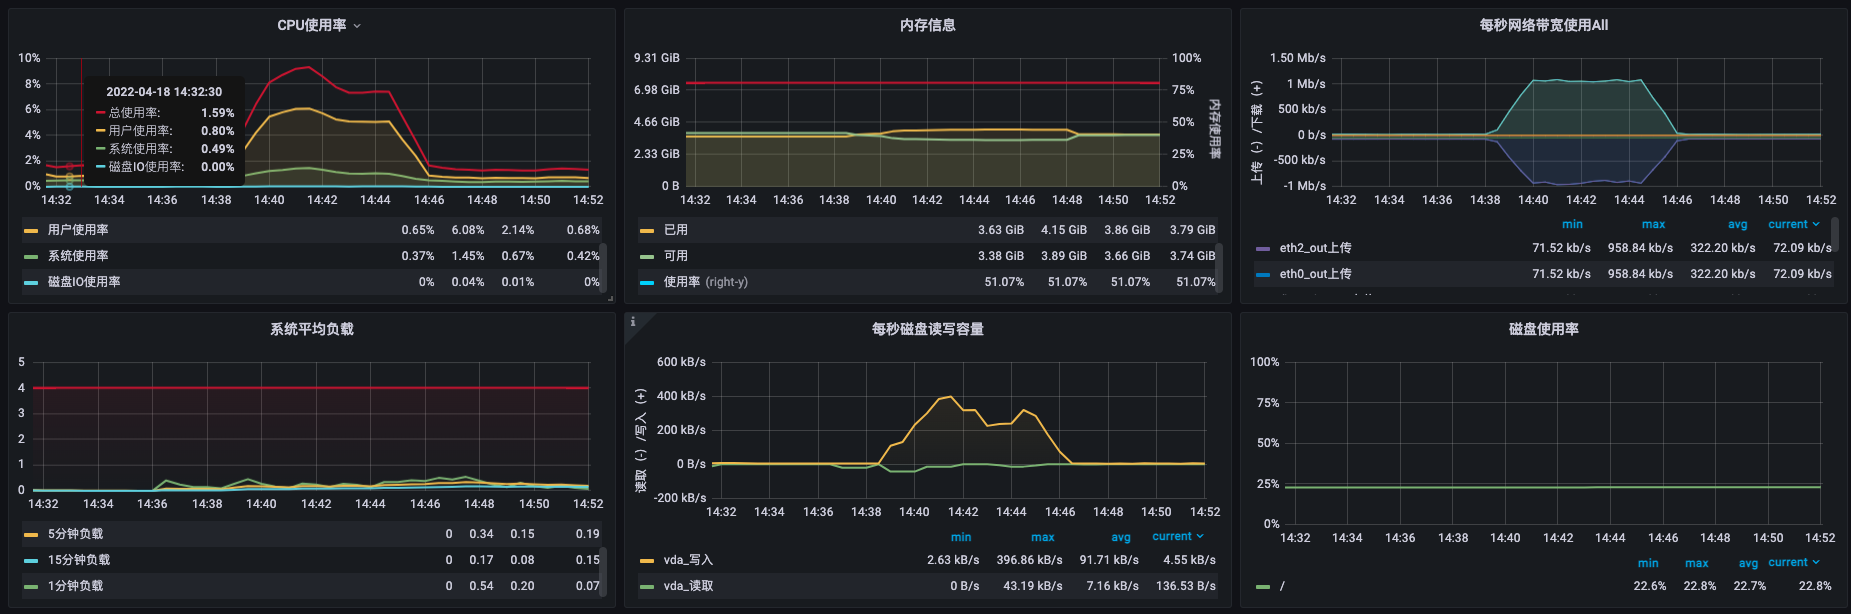 CPU使用率
10%
8%
6%
4%
2%
0%
2022-04-18 14:32:30
总使用率: 1.59%
用户使用率: 0.80%
系统使用率: 0.49%
磁盘IO使用率: 0.00%
14:32 14:34 14:36 14:38 14:40 14:42 14:44 14:46 14:48 14:50 14:52
用户使用率 0.65% 6.08% 2.14% 0.68%
系统使用率 0.37% 1.45% 0.67% 0.42%
磁盘IO使用率 0% 0.04% 0.01% 0%
内存信息
9.31 GiB
6.98 GiB
4.66 GiB
2.33 GiB
0 B
100%
75%
50%
25%
0%
内存使用率
14:32 14:34 14:36 14:38 14:40 14:42 14:44 14:46 14:48 14:50 14:52
已用 3.63 GiB 4.15 GiB 3.86 GiB 3.79 GiB
可用 3.38 GiB 3.89 GiB 3.66 GiB 3.74 GiB
使用率 (right-y) 51.07% 51.07% 51.07% 51.07%
每秒网络带宽使用All
上传 (-) /下载 (+)
1.50 Mb/s
1 Mb/s
500 kb/s
0 b/s
-500 kb/s
-1 Mb/s
14:32 14:34 14:36 14:38 14:40 14:42 14:44 14:46 14:48 14:50 14:52
min max avg current
eth2_out上传 71.52 kb/s 958.84 kb/s 322.20 kb/s 72.09 kb/s
eth0_out上传 71.52 kb/s 958.84 kb/s 322.20 kb/s 72.09 kb/s
系统平均负载
5
4
3
2
1
0
14:32 14:34 14:36 14:38 14:40 14:42 14:44 14:46 14:48 14:50 14:52
5分钟负载 0 0.34 0.15 0.19
15分钟负载 0 0.17 0.08 0.15
1分钟负载 0 0.54 0.20 0.07
i
每秒磁盘读写容量
读取 (-) /写入 (+)
600 kB/s
400 kB/s
200 kB/s
0 B/s
-200 kB/s
14:32 14:34 14:36 14:38 14:40 14:42 14:44 14:46 14:48 14:50 14:52
min max avg current
vda_写入 2.63 kB/s 396.86 kB/s 91.71 kB/s 4.55 kB/s
vda_读取 0 B/s 43.19 kB/s 7.16 kB/s 136.53 B/s
磁盘使用率
100%
75%
50%
25%
0%
14:32 14:34 14:36 14:38 14:40 14:42 14:44 14:46 14:48 14:50 14:52
min max avg current
/ 22.6% 22.8% 22.7% 22.8%